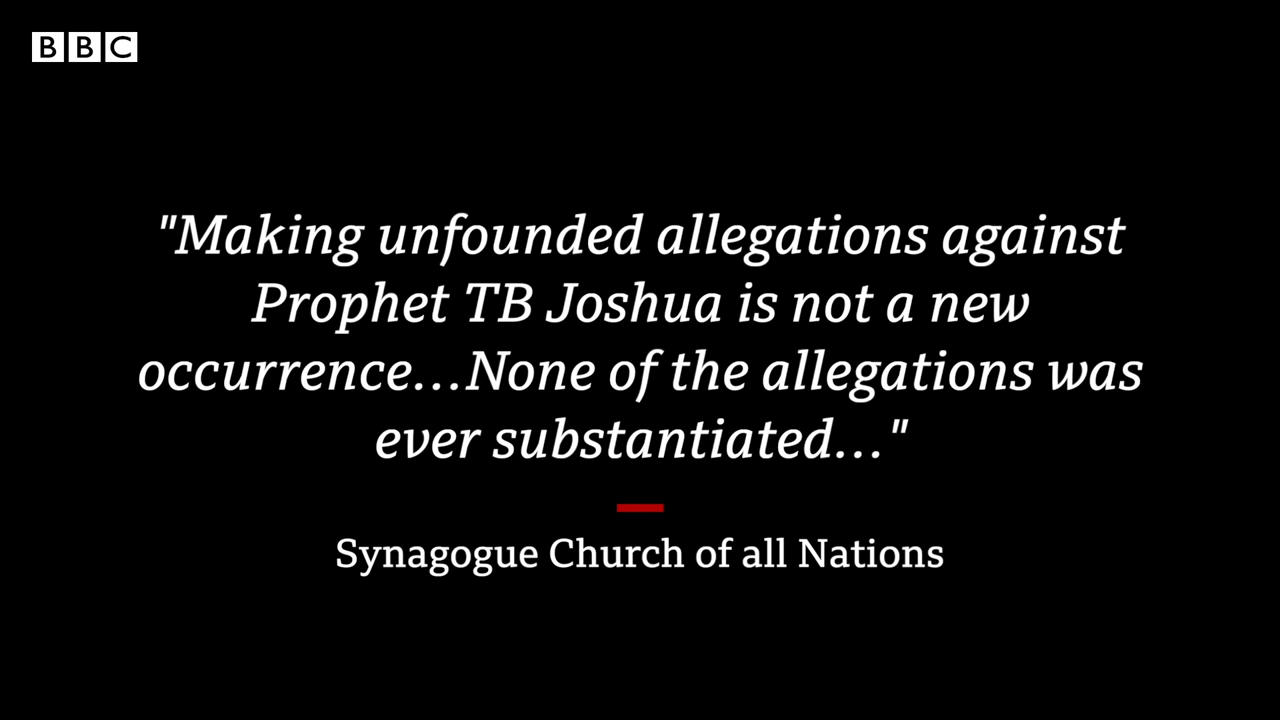 BBC
"Making unfounded allegations against
Prophet TB Joshua is not a new
occurrence...None of the allegations was
ever substantiated..."
Synagogue Church of all Nations